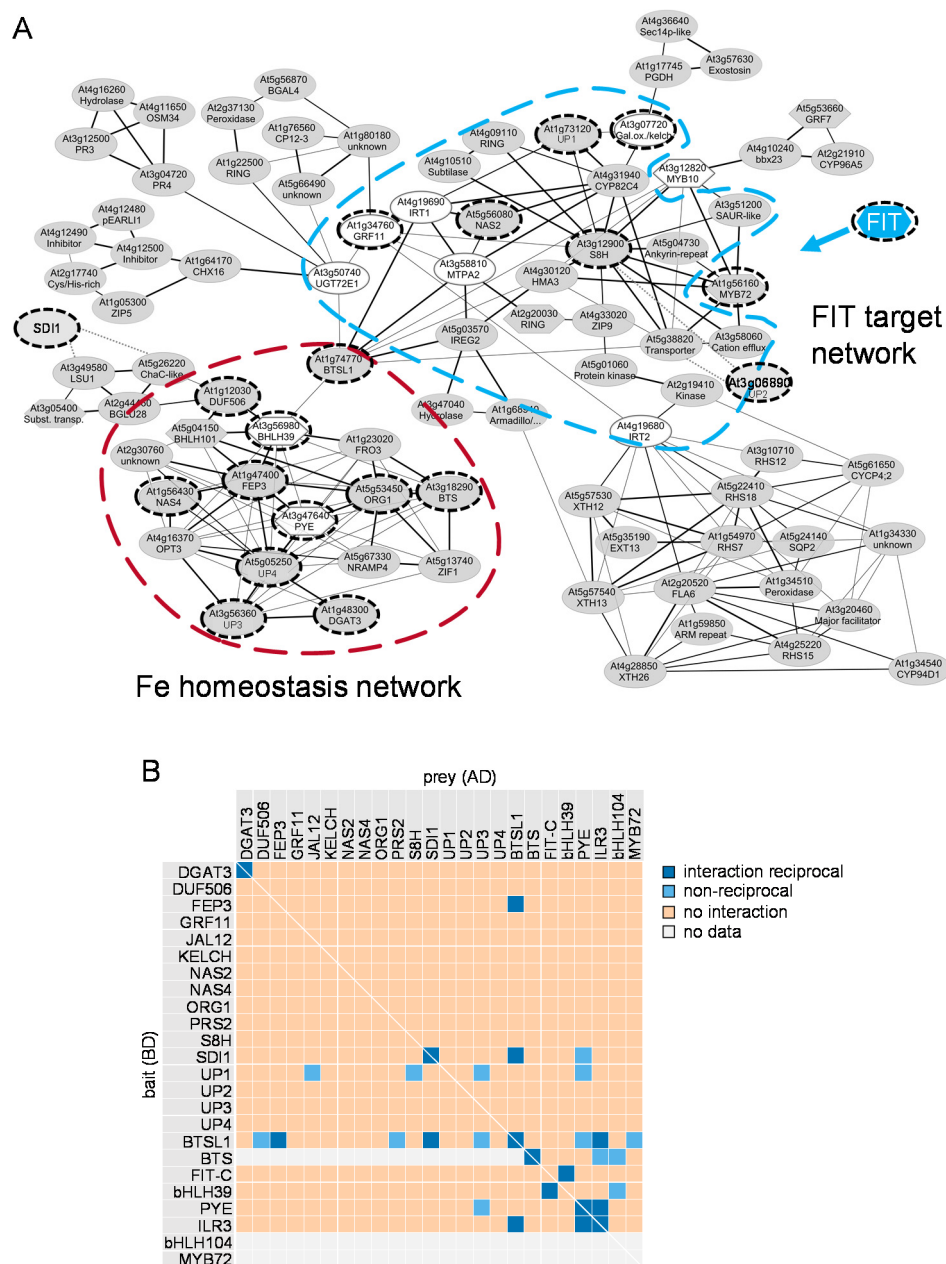 A
At4g36640
Sec14p-like
At3g57630
Exostosin
At1g17745
PGDH
At5g56870
BGAL4
At4g16260
Hydrolase
At4g11650
OSM34
At2g37130
Peroxidase
At3g12500
PR3
At1g76560
CP12-3
At1g80180
unknown
At3g04720
PR4
At1g22500
RING
At5g66490
unknown
At4g09110
RING
At1g73120
UP1
At3g07720
Gal.ox./kelch
At5g53660
GRF7
At4g10240
bbx23
At2g21910
CYP96A5
At4g10510
Subtilase
At4g31940
CYP82C4
At3g12820
MYB10
At4g19690
IRT1
At3g51200
SAUR-like
FIT
At4g12480
pEARLI1
At1g34760
GRF11
At5g56080
NAS2
At4g12490
Inhibitor
At4g12500
Inhibitor
At3g12900
S8H
At5g04730
Ankyrin-repeat
At2g17740
Cys/His-rich
At1g64170
CHX16
At3g50740
UGT72E1
At3g58810
MTPA2
At4g30120
HMA3
At1g56160
MYB72
At1g05300
ZIP5
At2g20030
RING
At4g33020
ZIP9
FIT target
network
SDI1
At5g03570
IREG2
At5g38820
Transporter
At3g58060
Cation efflux
At1g74770
BTSL1
At3g49580
LSU1
At5g26220
ChaC-like
At5g01060
Protein kinase
At2g19410
Kinase
At3g06890
UP2
At1g12030
DUF506
At3g05400
Subst. transp.
At2g44460
BGLU28
At3g47040
Hydrolase
At1g68940
Armadillo/...
At5g04150
BHLH101
At3g56980
BHLH39
At4g19680
IRT2
At1g23020
FRO3
At2g30760
unknown
At3g10710
RHS12
At5g61650
CYCP4;2
At1g47400
FEP3
At5g22410
RHS18
At1g56430
NAS4
At5g53450
ORG1
At3g18290
BTS
At5g57530
XTH12
At3g47640
PYE
At5g35190
EXT13
At1g54970
RHS7
At5g24140
SQP2
At1g34330
unknown
At4g16370
OPT3
At5g05250
UP4
At5g67330
NRAMP4
At5g13740
ZIF1
At5g57540
XTH13
At2g20520
FLA6
At1g34510
Peroxidase
At3g56360
UP3
At1g48300
DGAT3
At3g20460
Major facilitator
At1g59850
ARM repeat
At4g25220
RHS15
At4g28850
XTH26
At1g34540
CYP94D1
Fe homeostasis network
B
prey (AD)
DGAT3
DUF506
FEP3
GRF11
JAL12
KELCH
NAS2
NAS4
ORG1
PRS2
S8H
SDI1
UP1
UP2
UP3
UP4
BTSL1
BTS
FIT-C
bHLH39
PYE
ILR3
bHLH104
MYB72
interaction reciprocal
non-reciprocal
no interaction
no data
bait (BD)
DGAT3
DUF506
FEP3
GRF11
JAL12
KELCH
NAS2
NAS4
ORG1
PRS2
S8H
SDI1
UP1
UP2
UP3
UP4
BTSL1
BTS
FIT-C
bHLH39
PYE
ILR3
bHLH104
MYB72